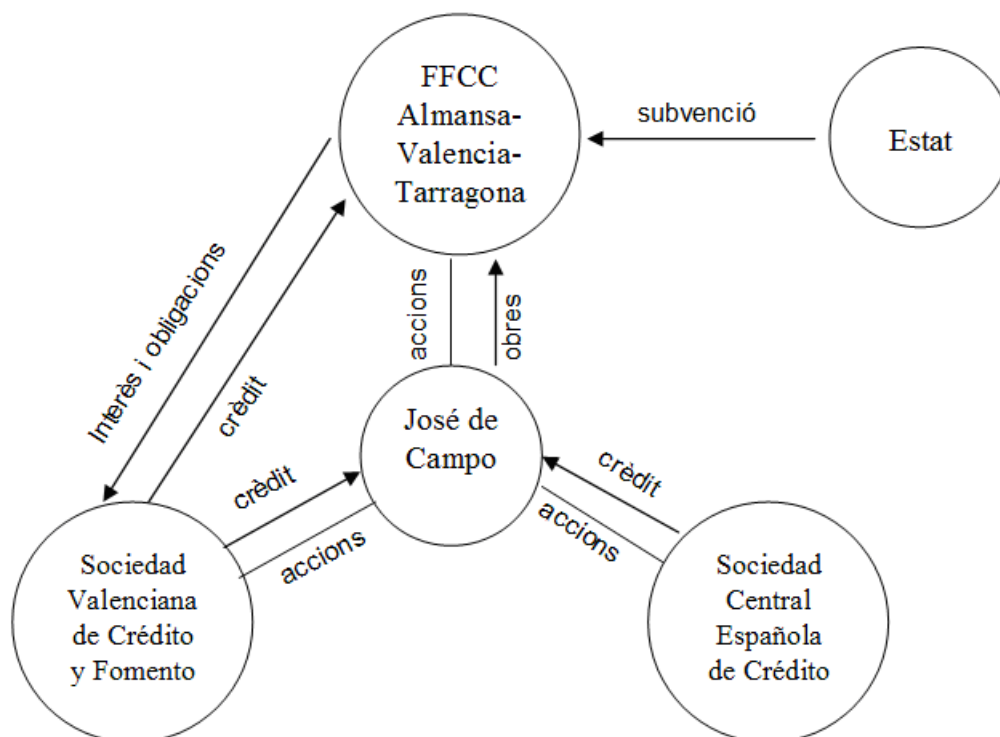 FFCC
Almansa-
Valencia-
Tarragona
subvenció
Estat
Interès i obligacions
crèdit
accions
obres
José de
Campo
crèdit
accions
crèdit
accions
Sociedad
Valenciana
de Crédito
y Fomento
Sociedad
Central
Española
de Crédito